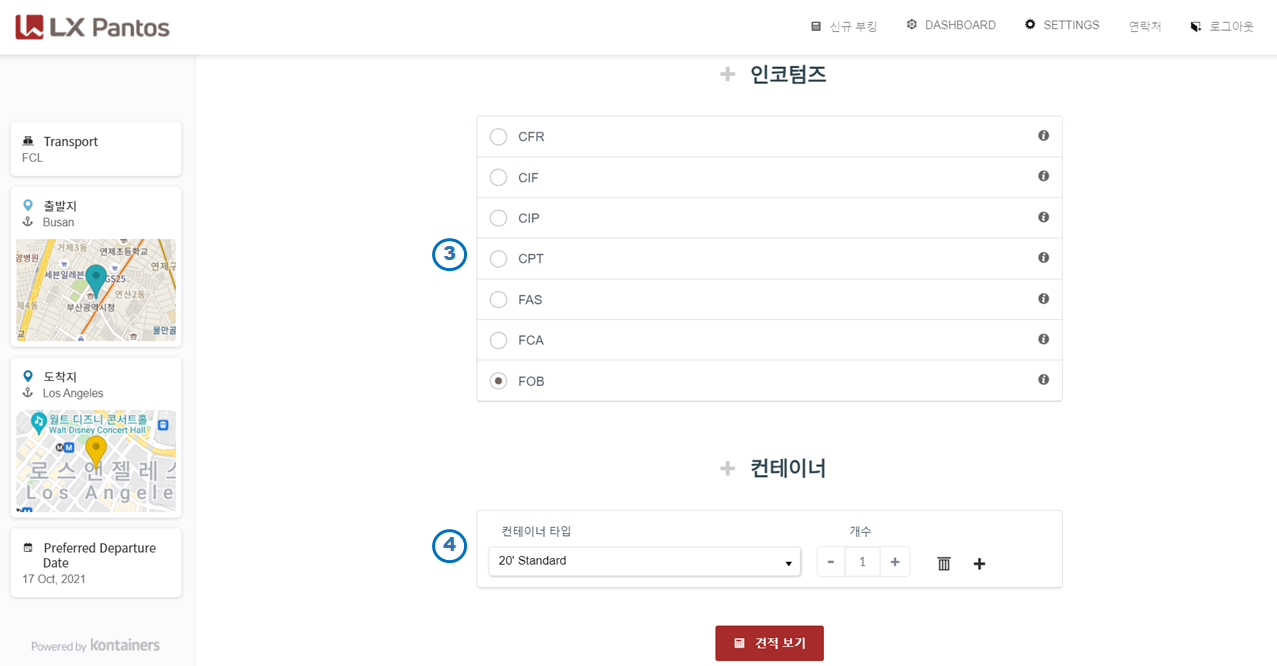 LX Pantos
신규 부킹
DASHBOARD
SETTINGS
연락처
로그아웃
Transport
FCL
출발지
Busan
거제3동
연제초등학교
영병원
연제구
세븐일레븐
GS25
연산2동
제4동
부산광역시청
물만골
교
도착지
Los Angeles
월트 디즈니 콘서트홀
Walt Disney Concert Hall
M M
로스앤젤레스
Los Angeles
Preferred Departure
Date
17 Oct, 2021
Powered by kontainers
+ 인코텀즈
3
CFR
CIF
CIP
CPT
FAS
FCA
FOB
+ 컨테이너
4
컨테이너 타입
개수
20' Standard
- 1 +
+
견적 보기